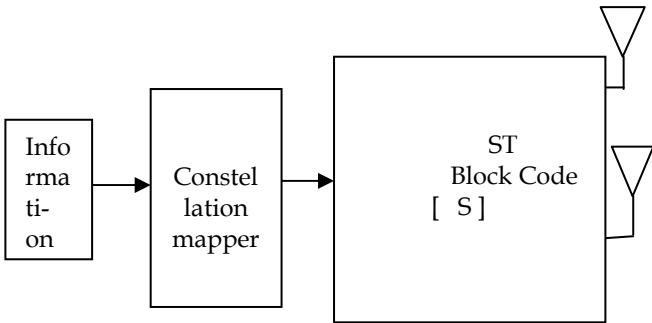 Info
rma
ti-
on
Constel
lation
mapper
ST
Block Code
[ S ]